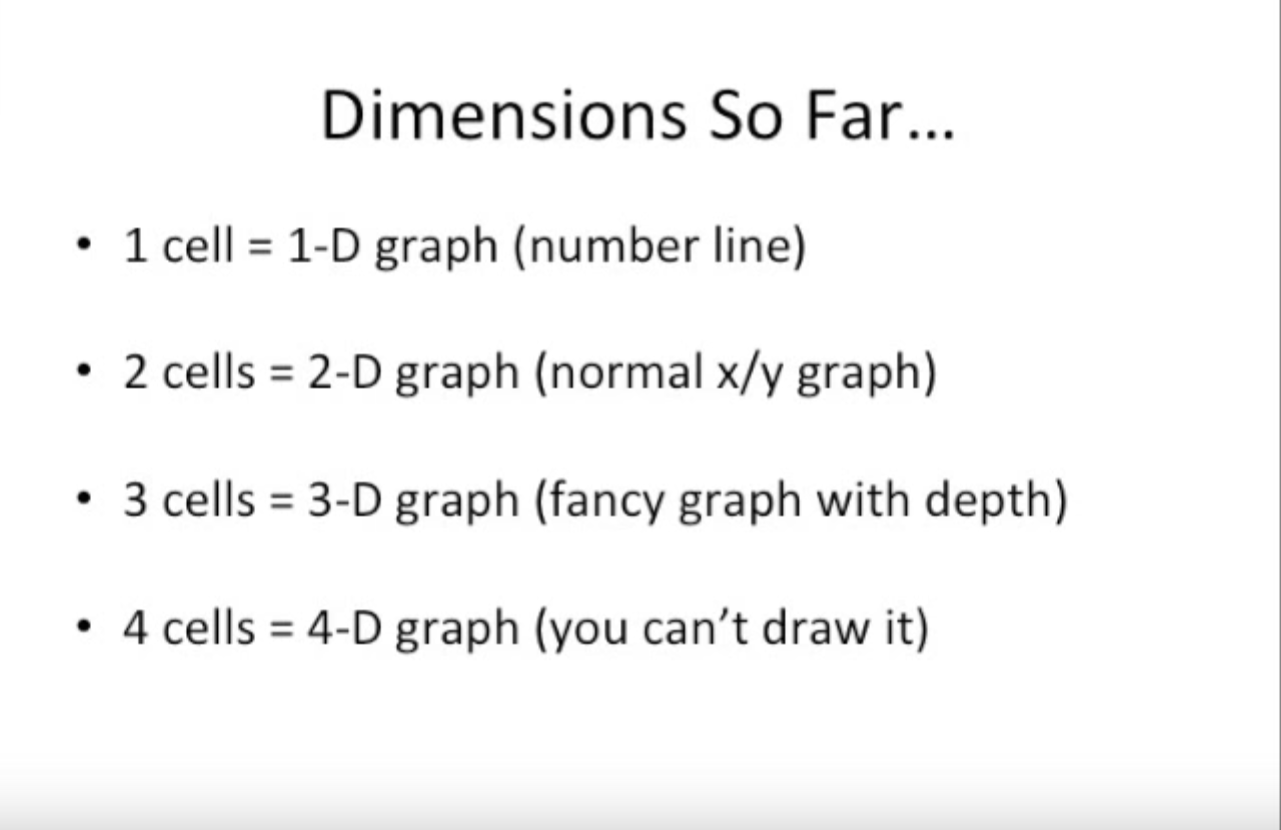 Dimensions So Far...
• 1 cell = 1-D graph (number line)
• 2 cells = 2-D graph (normal x/y graph)
• 3 cells = 3-D graph (fancy graph with depth)
• 4 cells = 4-D graph (you can’t draw it)